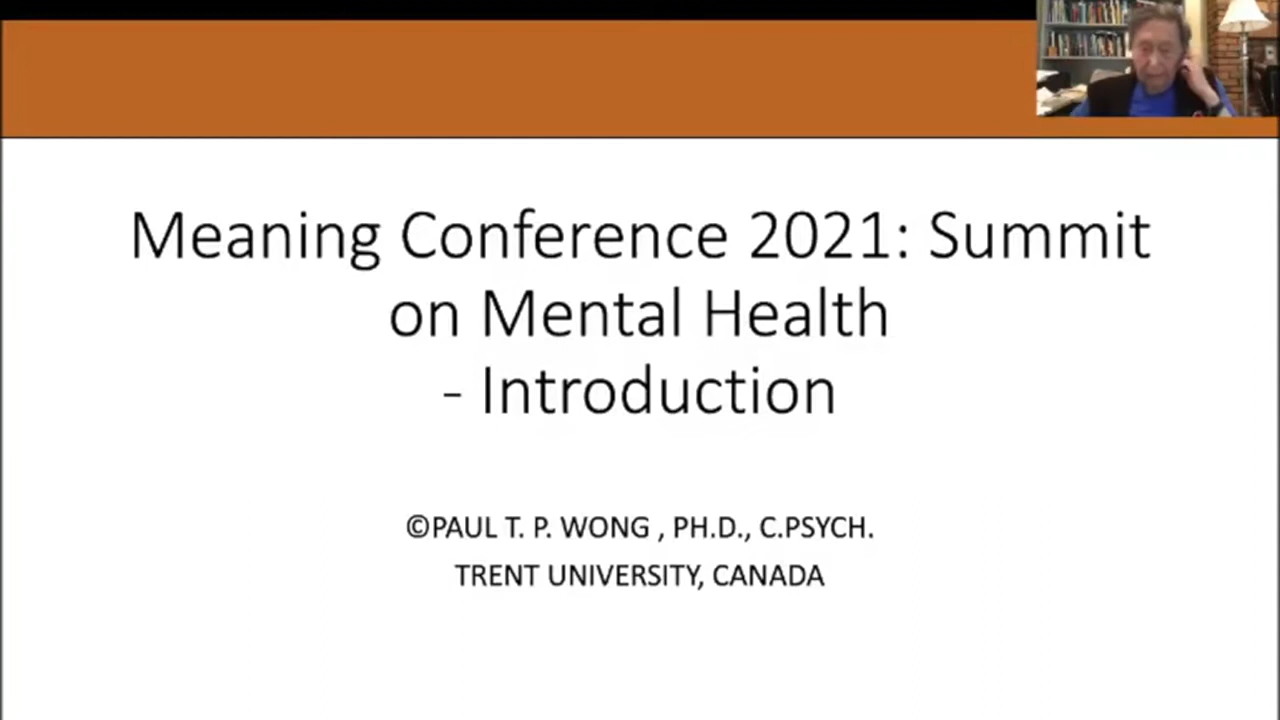 Meaning Conference 2021: Summit
on Mental Health
- Introduction
©PAUL T. P. WONG , PH.D., C.PSYCH.
TRENT UNIVERSITY, CANADA